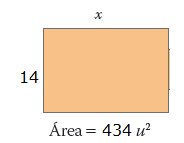 x
14
Área = 434 u²